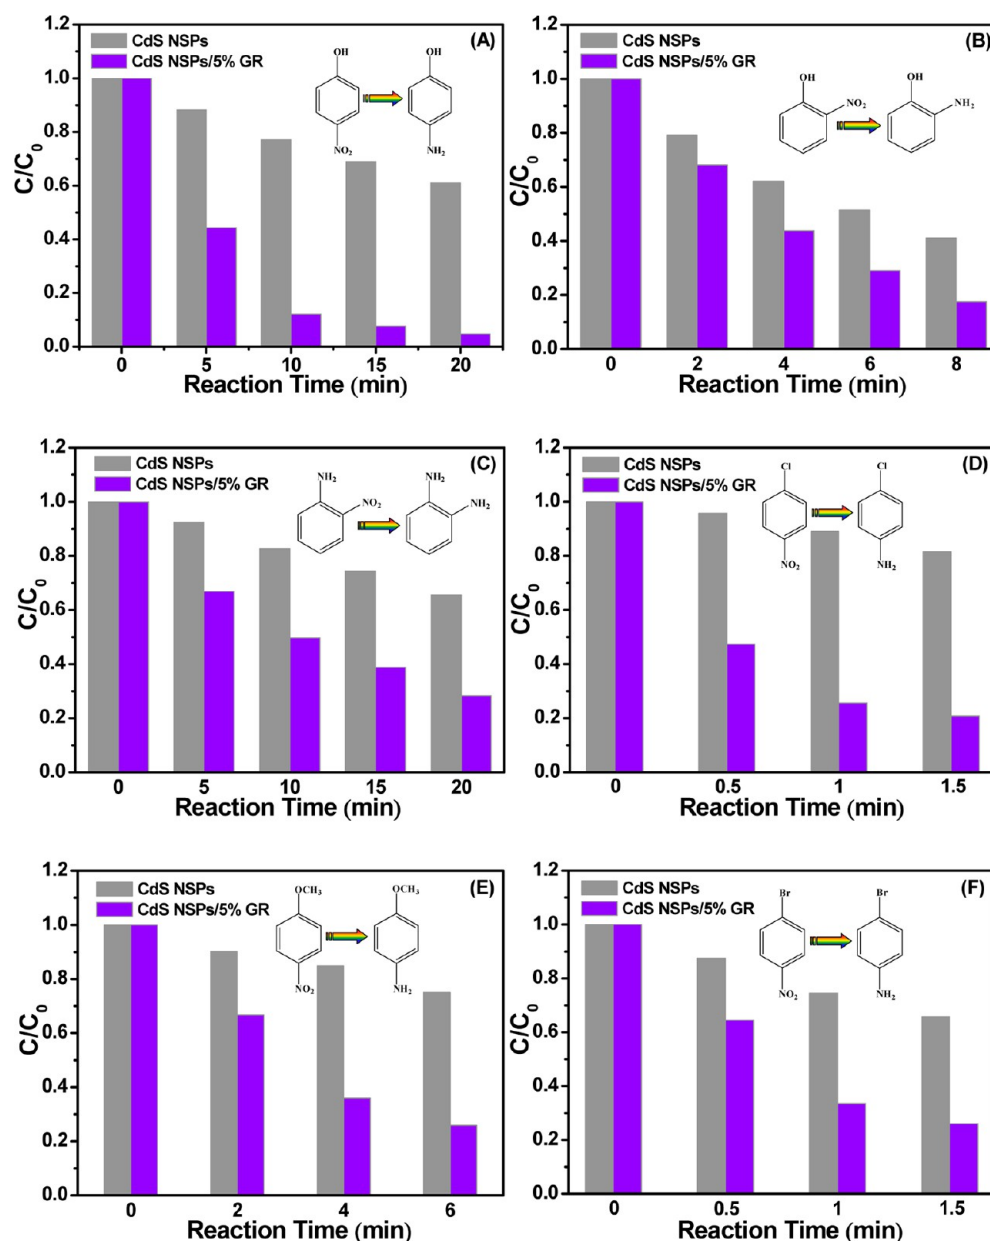 (A)
CdS NSPs
CdS NSPs/5% GR
OH
OH
NO₂
NH₂
C/C₀
1.2
1.0
0.8
0.6
0.4
0.2
0.0
0 5 10 15 20
Reaction Time (min)
(B)
CdS NSPs
CdS NSPs/5% GR
OH
NO₂
OH
NH₂
C/C₀
1.2
1.0
0.8
0.6
0.4
0.2
0.0
0 2 4 6 8
Reaction Time (min)
(C)
CdS NSPs
CdS NSPs/5% GR
NH₂
NO₂
NH₂
NH₂
C/C₀
1.2
1.0
0.8
0.6
0.4
0.2
0.0
0 5 10 15 20
Reaction Time (min)
(D)
CdS NSPs
CdS NSPs/5% GR
Cl
Cl
NO₂
NH₂
C/C₀
1.2
1.0
0.8
0.6
0.4
0.2
0.0
0 0.5 1 1.5
Reaction Time (min)
(E)
CdS NSPs
CdS NSPs/5% GR
OCH₃
OCH₃
NO₂
NH₂
C/C₀
1.2
1.0
0.8
0.6
0.4
0.2
0.0
0 2 4 6
Reaction Time (min)
(F)
CdS NSPs
CdS NSPs/5% GR
Br
Br
NO₂
NH₂
C/C₀
1.2
1.0
0.8
0.6
0.4
0.2
0.0
0 0.5 1 1.5
Reaction Time (min)